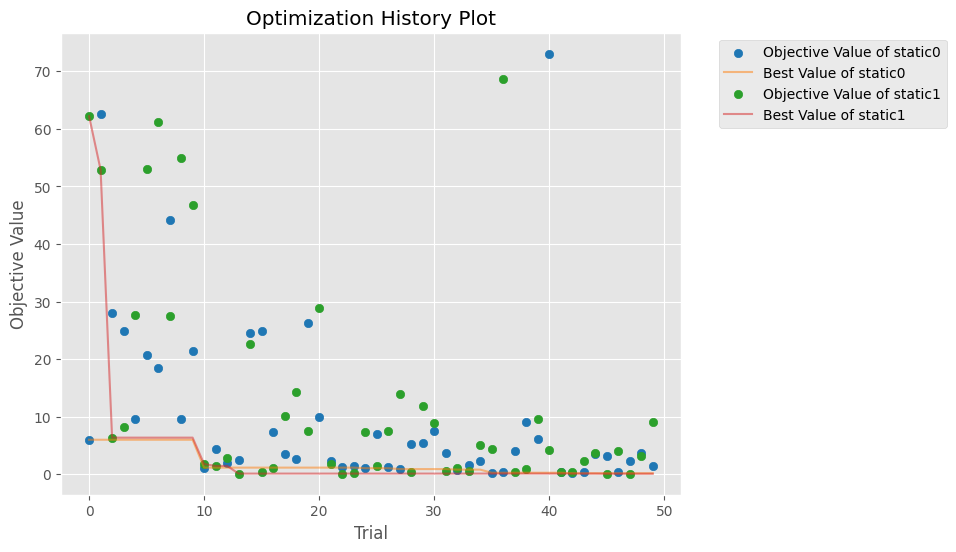 Optimization History Plot
Objective Value of static0
Best Value of static0
Objective Value of static1
Best Value of static1
Objective Value
70
60
50
40
30
20
10
0
0 10 20 30 40 50
Trial